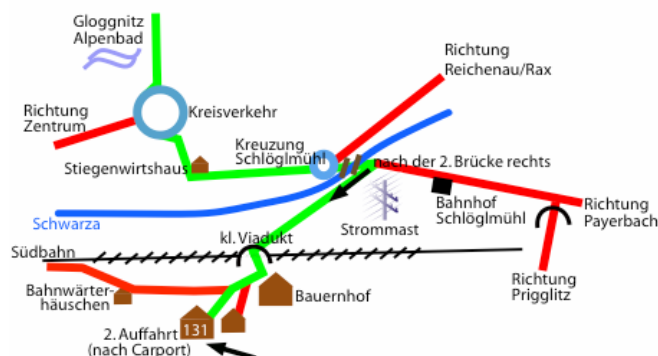 Gloggnitz
Alpenbad
Richtung
Reichenau/Rax
Richtung
Zentrum
Kreisverkehr
Kreuzung
Schlöglmühl
Stiegenwirtshaus
nach der 2. Brücke rechts
Schwarza
Strommast
Bahnhof
Schlöglmühl
Richtung
Payerbach
kl. Viadukt
Südbahn
Richtung
Prigglitz
Bahnwärter-
häuschen
Bauernhof
2. Auffahrt
(nach Carport)
131